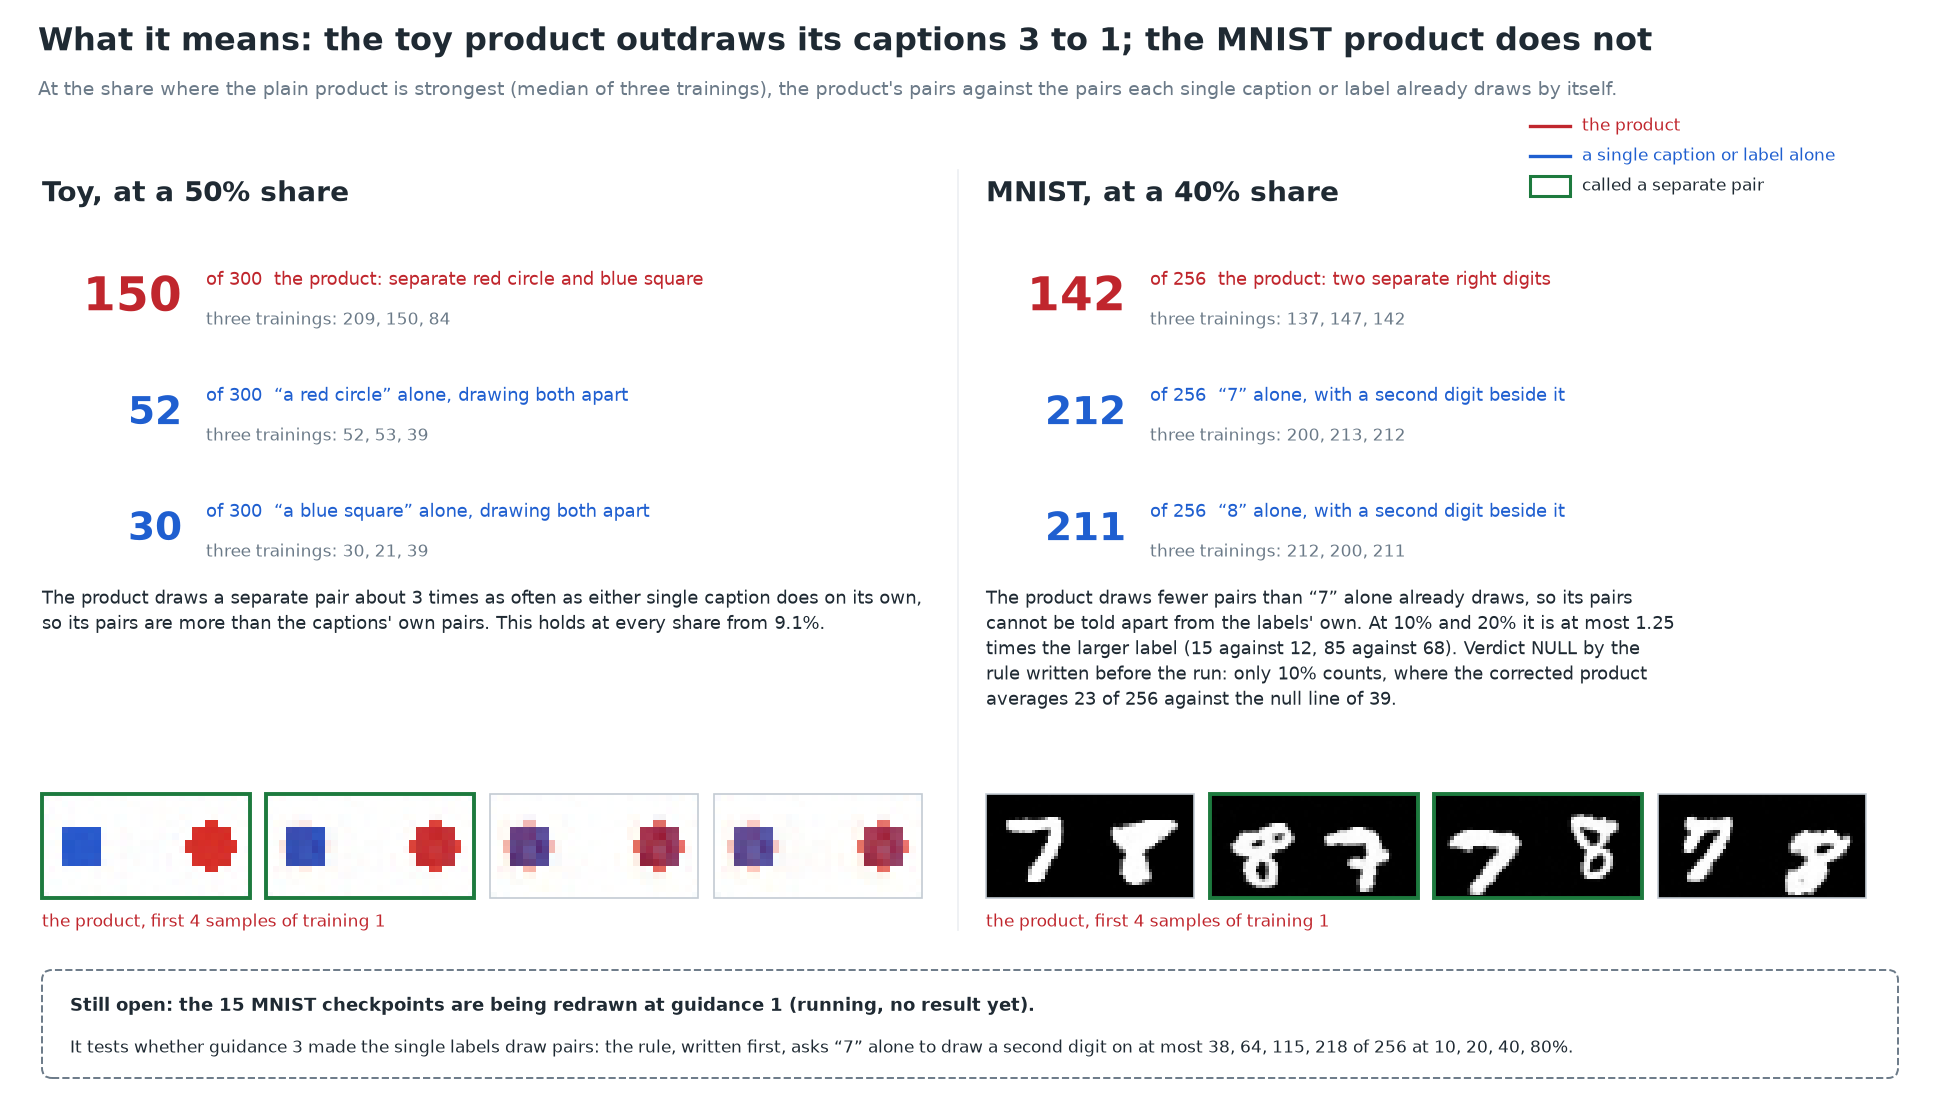 What it means: the toy product outdraws its captions 3 to 1; the MNIST product does not
At the share where the plain product is strongest (median of three trainings), the product's pairs against the pairs each single caption or label already draws by itself.
the product
a single caption or label alone
called a separate pair
Toy, at a 50% share
150
of 300 the product: separate red circle and blue square
three trainings: 209, 150, 84
52
of 300 “a red circle” alone, drawing both apart
three trainings: 52, 53, 39
30
of 300 “a blue square” alone, drawing both apart
three trainings: 30, 21, 39
The product draws a separate pair about 3 times as often as either single caption does on its own,
so its pairs are more than the captions' own pairs. This holds at every share from 9.1%.
the product, first 4 samples of training 1
MNIST, at a 40% share
142
of 256 the product: two separate right digits
three trainings: 137, 147, 142
212
of 256 “7” alone, with a second digit beside it
three trainings: 200, 213, 212
211
of 256 “8” alone, with a second digit beside it
three trainings: 212, 200, 211
The product draws fewer pairs than “7” alone already draws, so its pairs
cannot be told apart from the labels' own. At 10% and 20% it is at most 1.25
times the larger label (15 against 12, 85 against 68). Verdict NULL by the
rule written before the run: only 10% counts, where the corrected product
averages 23 of 256 against the null line of 39.
7 8
8 7
7 8
7 8
the product, first 4 samples of training 1
Still open: the 15 MNIST checkpoints are being redrawn at guidance 1 (running, no result yet).
It tests whether guidance 3 made the single labels draw pairs: the rule, written first, asks “7” alone to draw a second digit on at most 38, 64, 115, 218 of 256 at 10, 20, 40, 80%.